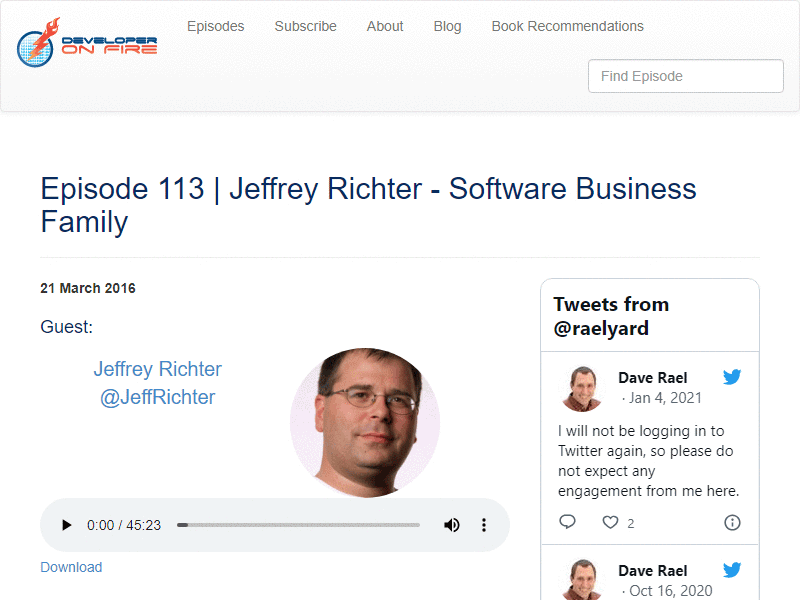 DEVELOPER
ON FIRE
Episodes
Subscribe
About
Blog
Book Recommendations
Find Episode
Episode 113 | Jeffrey Richter - Software Business
Family
21 March 2016
Guest:
Jeffrey Richter
@JeffRichter
0:00 / 45:23
Download
Tweets from
@raelyard
Dave Rael
· Jan 4, 2021
I will not be logging in to
Twitter again, so please do
not expect any
engagement from me here.
2
Dave Rael
· Oct 16, 2020